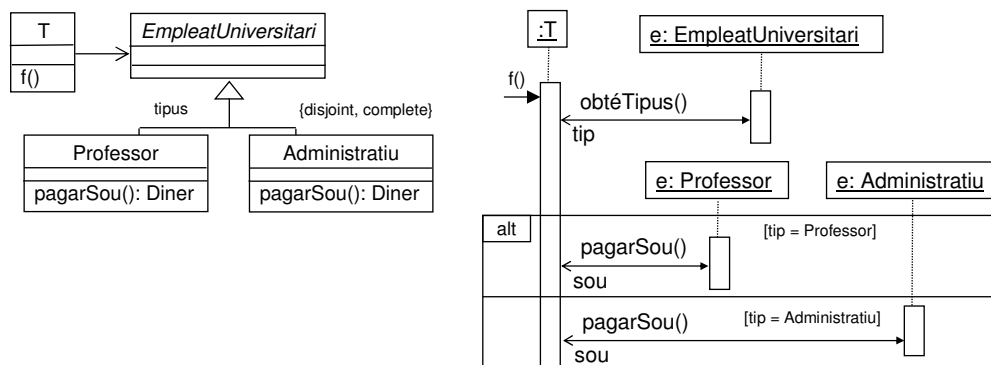 T
EmpleatUniversitari
f()
tipus
{disjoint, complete}
Professor
Administratiu
pagarSou(): Diner
pagarSou(): Diner
:T
e: EmpleatUniversitari
f()
obtéTipus()
tip
e: Professor
e: Administratiu
alt
[tip = Professor]
pagarSou()
sou
pagarSou()
[tip = Administratiu]
sou